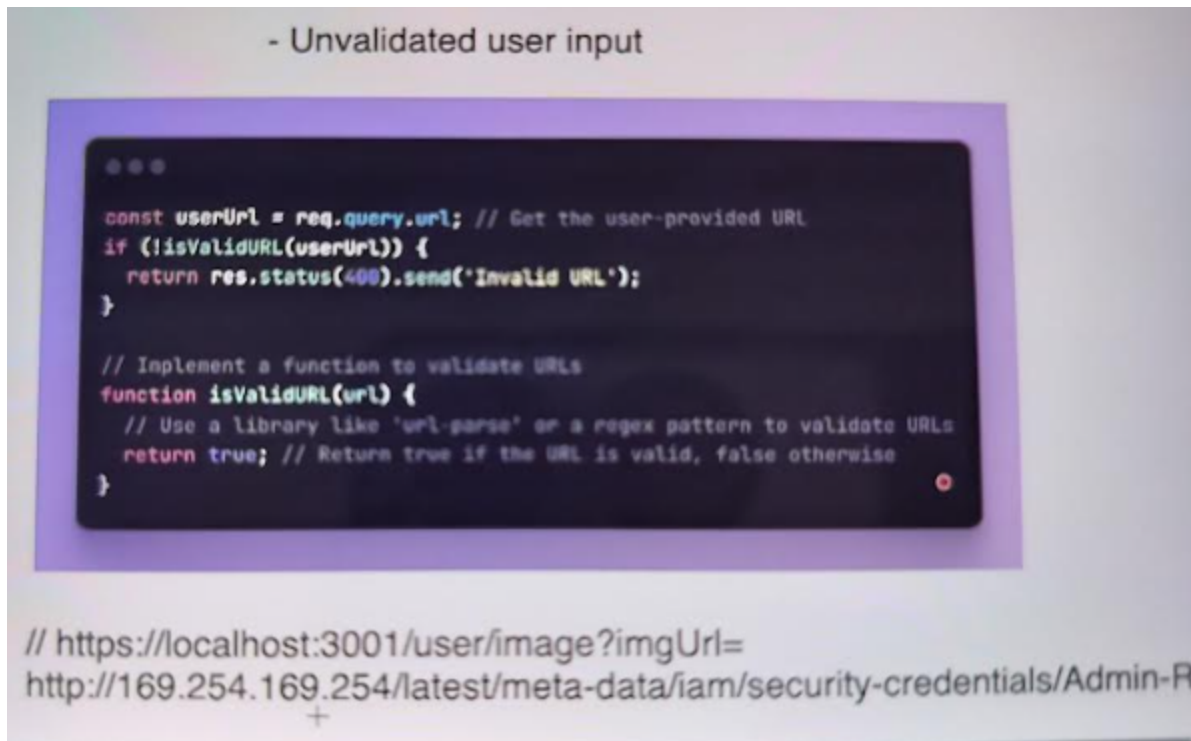 - Unvalidated user input
const userUrl = req.query.url; // Get the user-provided URL
if (!isValidURL(userUrl)) {
return res.status(400).send('Invalid URL');
}
// Implement a function to validate URLs
function isValidURL(url) {
// Use a library like 'url-parse' or a regex pattern to validate URLs
return true; // Return true if the URL is valid, false otherwise
}
// https://localhost:3001/user/image?imgUrl=
http://169.254.169.254/latest/meta-data/iam/security-credentials/Admin-R